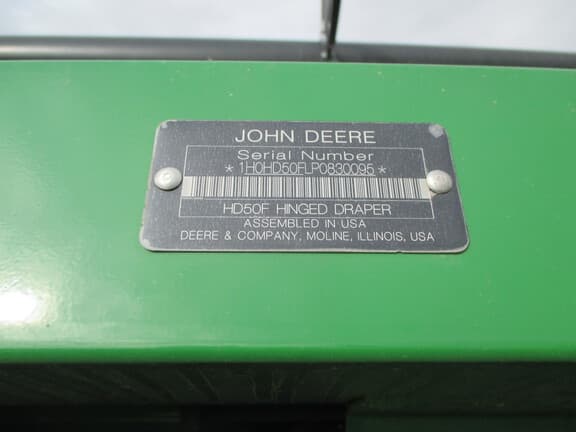 JOHN DEERE
Serial Number
*1H0HD50FLP0830095*
HD50F HINGED DRAPER
ASSEMBLED IN USA
DEERE & COMPANY, MOLINE, ILLINOIS, USA